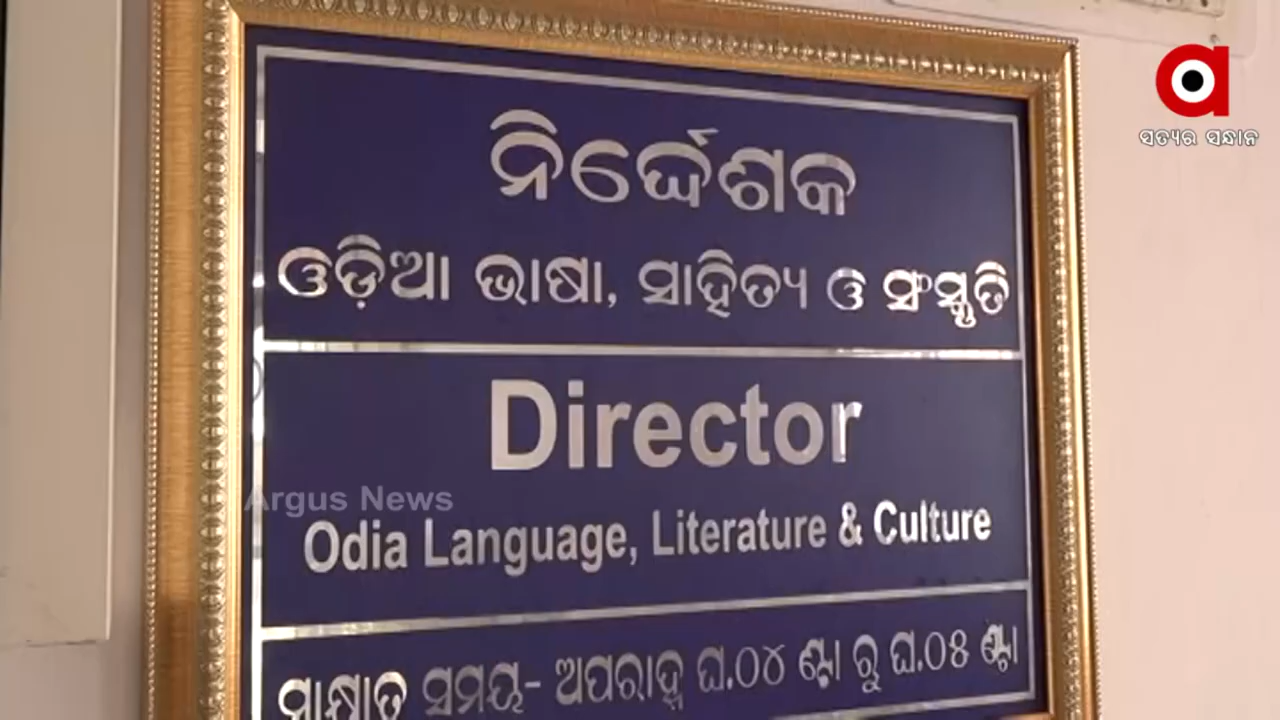 ସତ୍ୟର ସନ୍ଧାନ
ନିର୍ଦ୍ଦେଶକ
ଓଡ଼ିଆ ଭାଷା, ସାହିତ୍ୟ ଓ ସଂସ୍କୃତି
Director
Argus News
Odia Language, Literature & Culture
ସାକ୍ଷାତ ସମୟ- ଅପରାହ୍ନ ଘ.୦୪ ଣ୍ଟା ରୁ ଘ.୦୫ ଣ୍ଟା